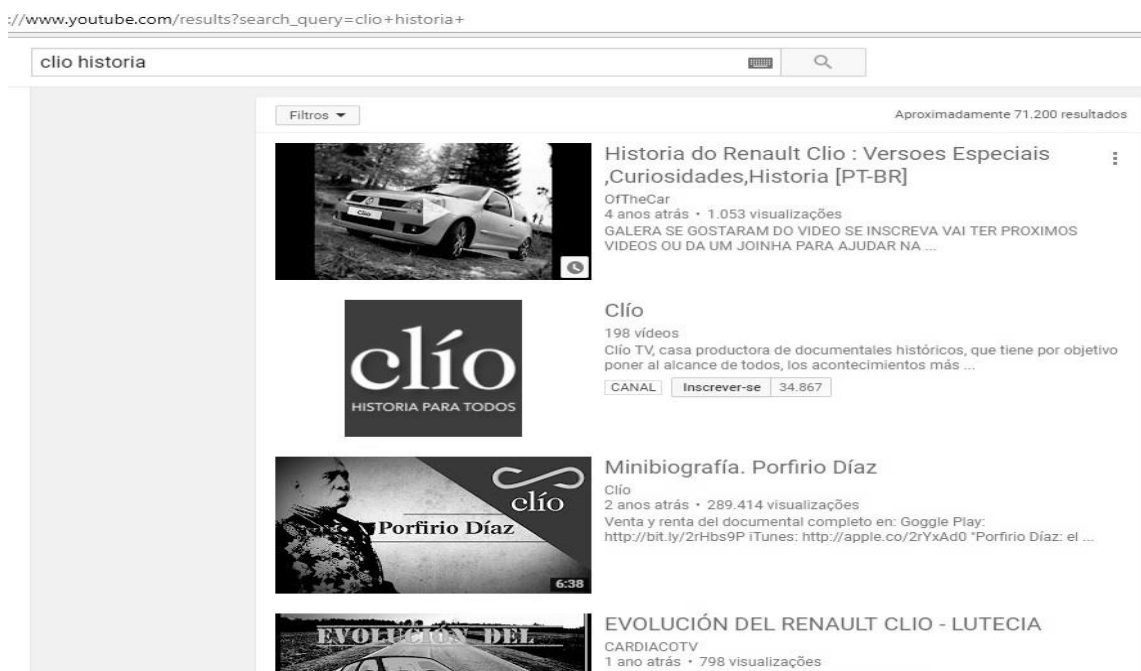 ://www.youtube.com/results?search_query=clio+historia+
clio historia
Filtros
Aproximadamente 71.200 resultados
Historia do Renault Clio : Versoes Especiais
,Curiosidades,Historia [PT-BR]
OfTheCar
4 anos atrás • 1.053 visualizações
GALERA SE GOSTARAM DO VIDEO SE INSCREVA VAI TER PROXIMOS
VIDEOS OU DA UM JOINHA PARA AJUDAR NA ...
Clio
clío
HISTORIA PARA TODOS
Clío
198 vídeos
Clío TV, casa productora de documentales históricos, que tiene por objetivo
poner al alcance de todos, los acontecimientos más ...
CANAL Inscrever-se 34.867
clío
Porfirio Díaz
6:38
Minibiografía. Porfirio Díaz
Clío
2 anos atrás • 289.414 visualizações
Venta y renta del documental completo en: Goggle Play:
http://bit.ly/2rHbs9P iTunes: http://apple.co/2rYxAd0 "Porfirio Díaz: el ...
EVOLUCIÓN DEL
EVOLUCIÓN DEL RENAULT CLIO - LUTECIA
CARDIACOTV
1 ano atrás • 798 visualizações